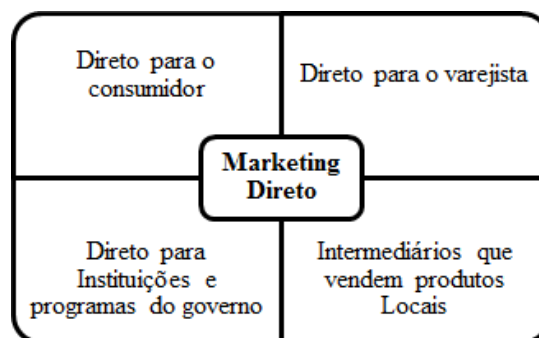 Direto para o
consumidor
Direto para o varejista
Marketing
Direto
Direto para
Instituições e
programas do governo
Intermediários que
vendem produtos
Locais